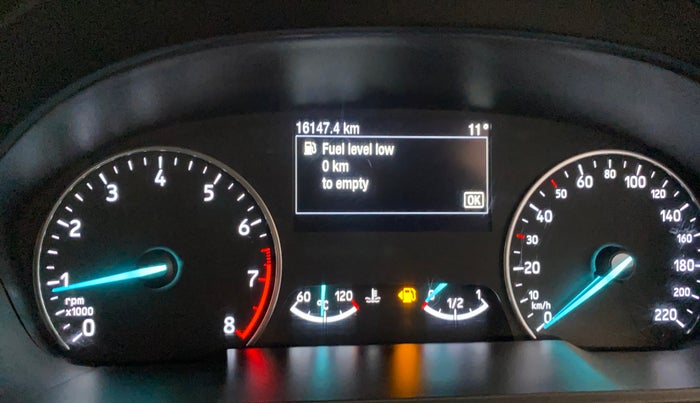 16147.4 km 11°
Fuel level low
0 km
to empty
OK
0 1 2 3 4 5 6 7 8
rpm
x1000
60 °C 120
0 1/2 1
0 10 20 30 40 50 60 80 100 120 140 160 180 200 220
km/h